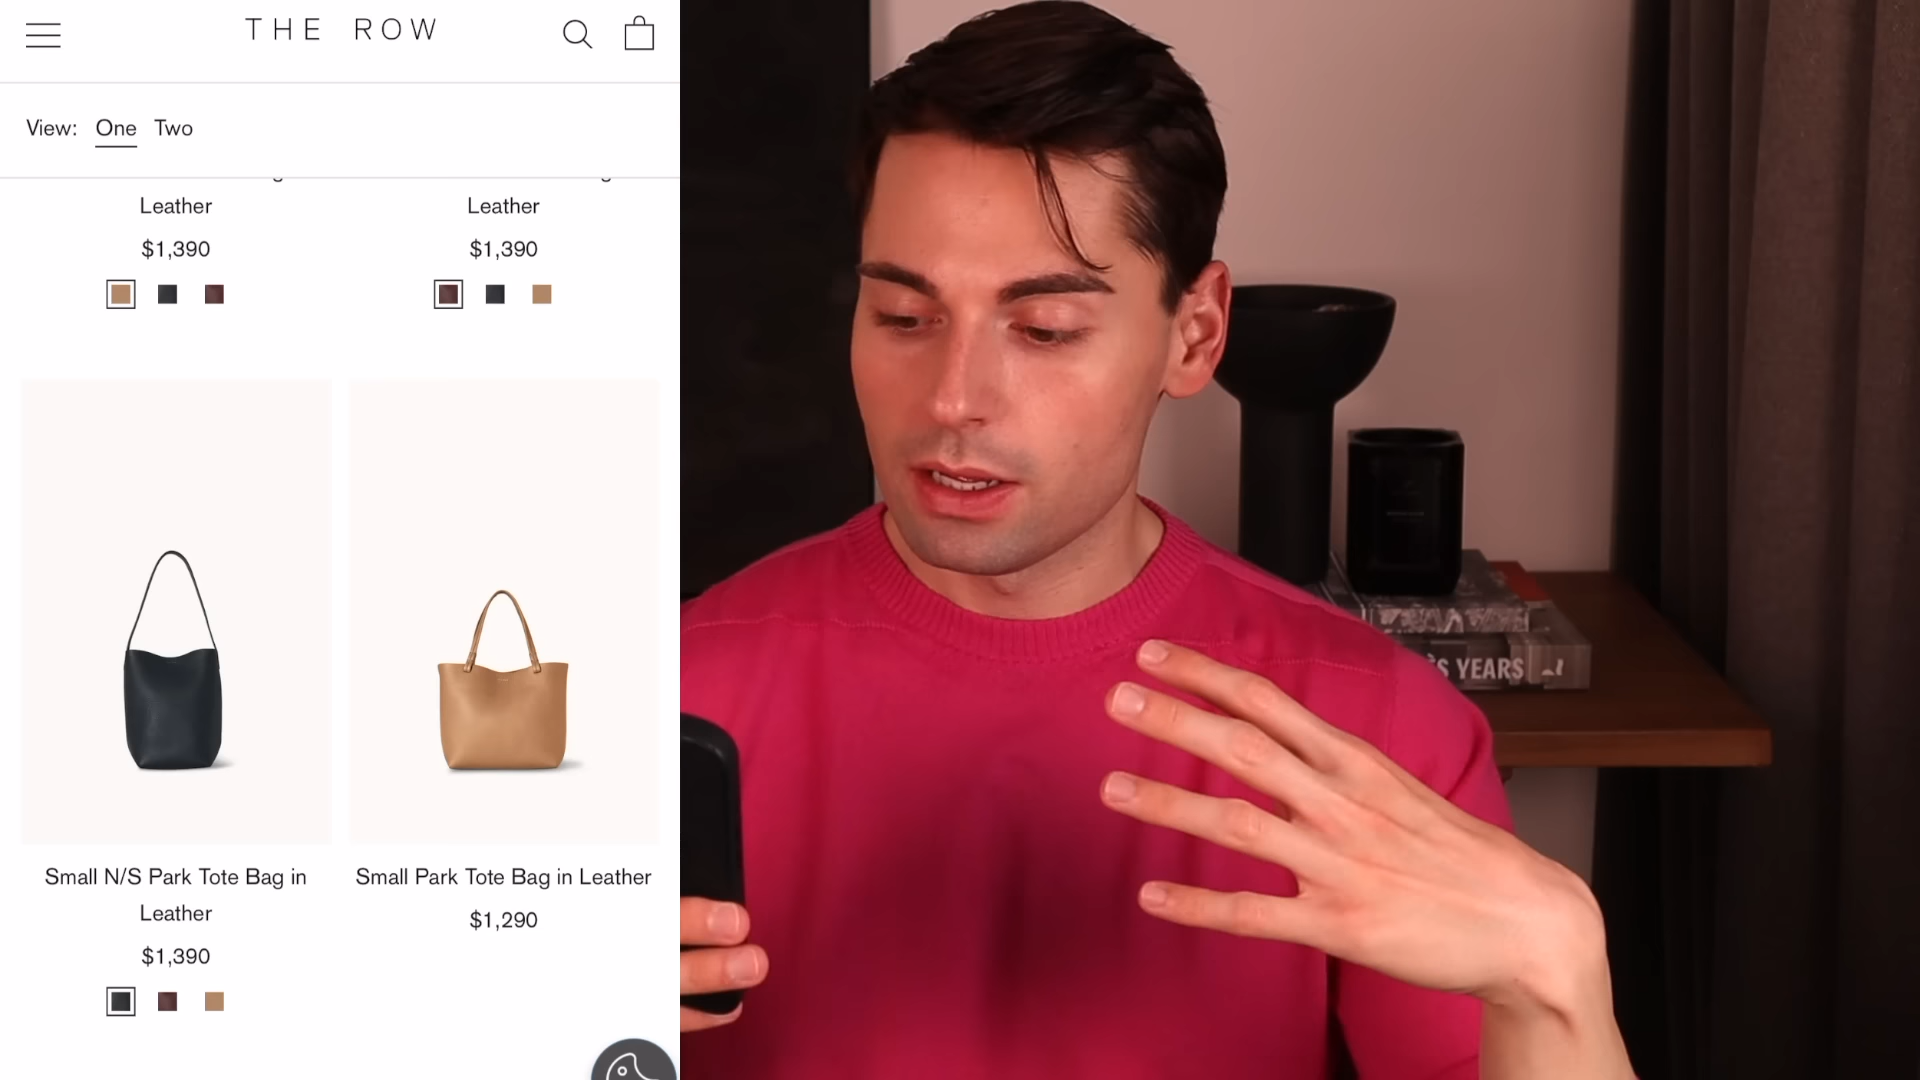 THE ROW
View: One Two
Leather
$1,390
Leather
$1,390
Small N/S Park Tote Bag in
Leather
$1,390
Small Park Tote Bag in Leather
$1,290
S YEARS